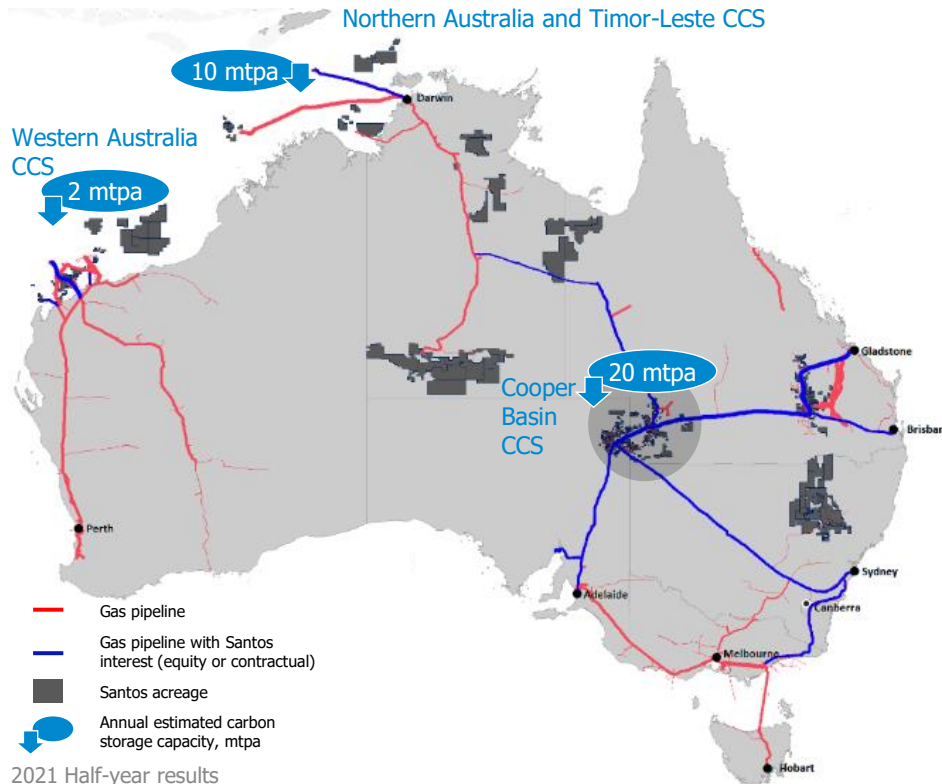 Northern Australia and Timor-Leste CCS
10 mtpa
Darwin
Western Australia
CCS
2 mtpa
Gladstone
20 mtpa
Cooper
Basin
CCS
Brisban
Perth
Sydney
Adelaide
Canberra
Melbourne
Hobart
Gas pipeline
Gas pipeline with Santos
interest (equity or contractual)
Santos acreage
Annual estimated carbon
storage capacity, mtpa
2021 Half-year results